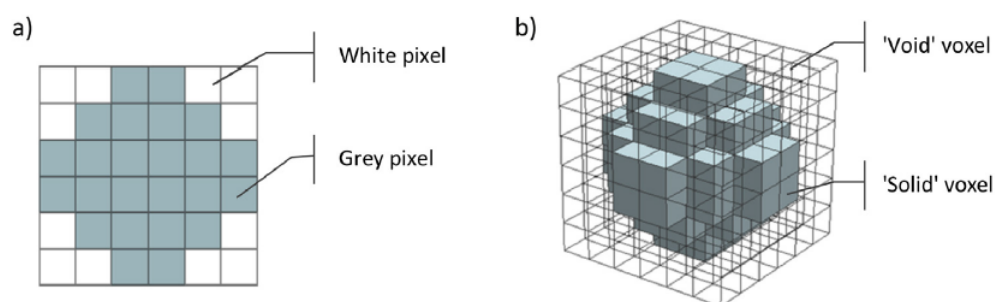 a)
White pixel
Grey pixel
b)
'Void' voxel
'Solid' voxel